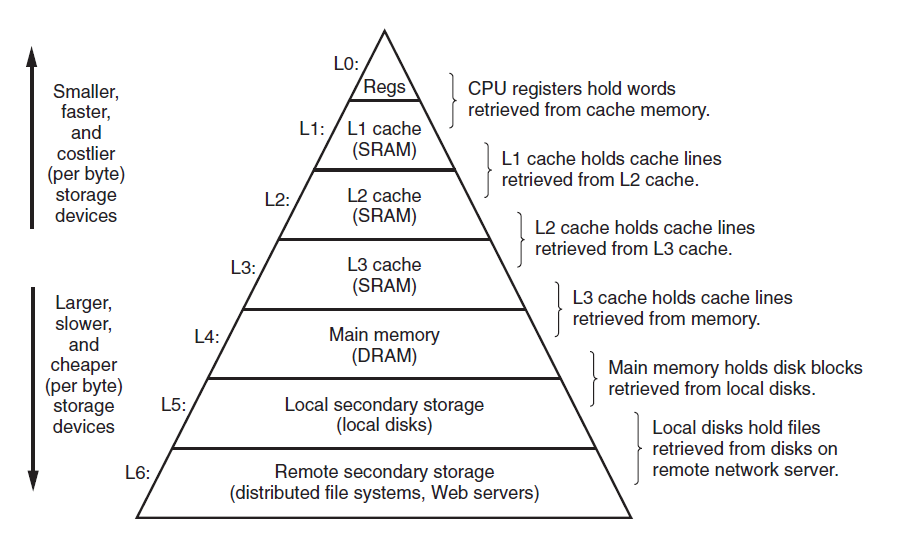 Smaller,
faster,
and
costlier
(per byte)
storage
devices
Larger,
slower,
and
cheaper
(per byte)
storage
devices
L0:
Regs
CPU registers hold words
retrieved from cache memory.
L1:
L1 cache
(SRAM)
L1 cache holds cache lines
retrieved from L2 cache.
L2:
L2 cache
(SRAM)
L2 cache holds cache lines
retrieved from L3 cache.
L3:
L3 cache
(SRAM)
L3 cache holds cache lines
retrieved from memory.
L4:
Main memory
(DRAM)
Main memory holds disk blocks
retrieved from local disks.
L5:
Local secondary storage
(local disks)
Local disks hold files
retrieved from disks on
remote network server.
L6:
Remote secondary storage
(distributed file systems, Web servers)